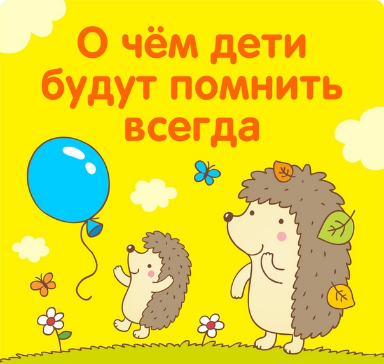 О чём дети
будут помнить
всегда